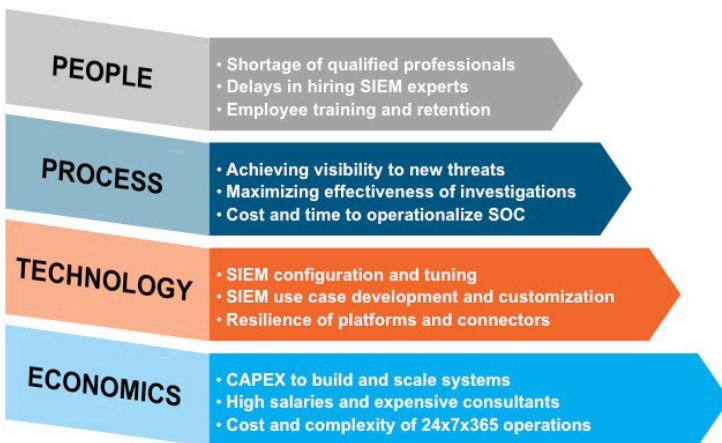 PEOPLE
• Shortage of qualified professionals
• Delays in hiring SIEM experts
• Employee training and retention
PROCESS
• Achieving visibility to new threats
• Maximizing effectiveness of investigations
• Cost and time to operationalize SOC
TECHNOLOGY
• SIEM configuration and tuning
• SIEM use case development and customization
• Resilience of platforms and connectors
ECONOMICS
• CAPEX to build and scale systems
• High salaries and expensive consultants
• Cost and complexity of 24x7x365 operations